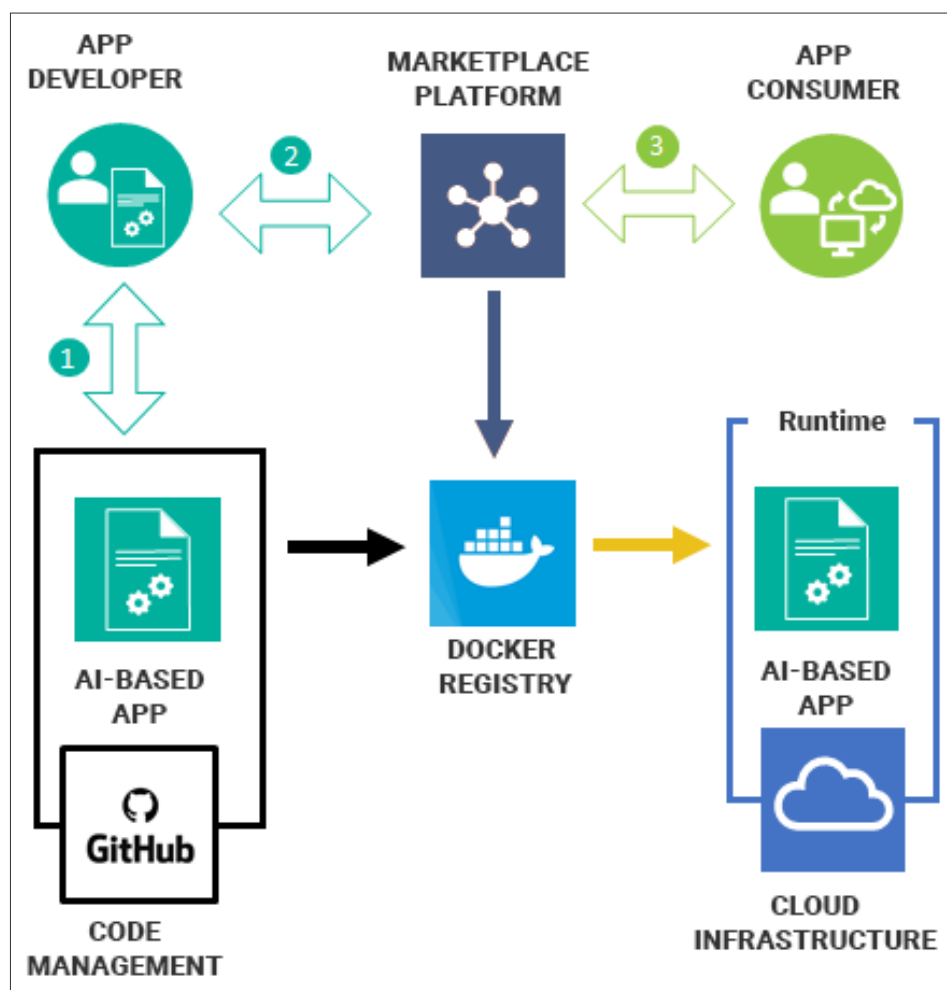 APP
DEVELOPER
MARKETPLACE
PLATFORM
APP
CONSUMER
2
3
1
Runtime
AI-BASED
APP
DOCKER
REGISTRY
AI-BASED
APP
GitHub
CODE
MANAGEMENT
CLOUD
INFRASTRUCTURE